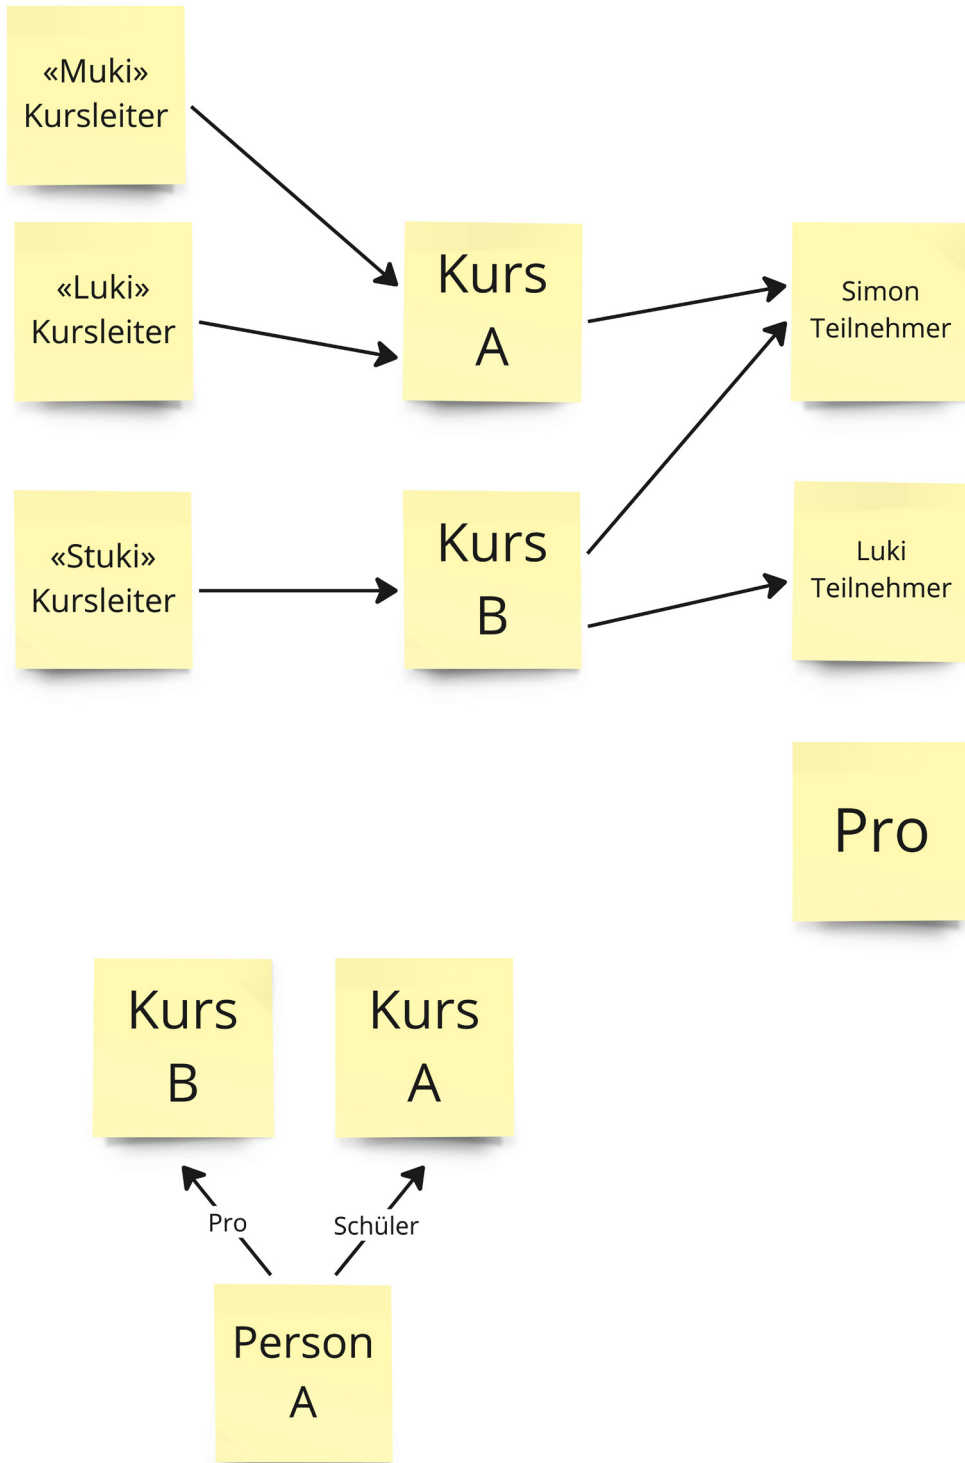 «Muki»
Kursleiter
«Luki»
Kursleiter
Kurs
A
Simon
Teilnehmer
«Stuki»
Kursleiter
Kurs
B
Luki
Teilnehmer
Pro
Kurs
B
Kurs
A
Pro
Schüler
Person
A